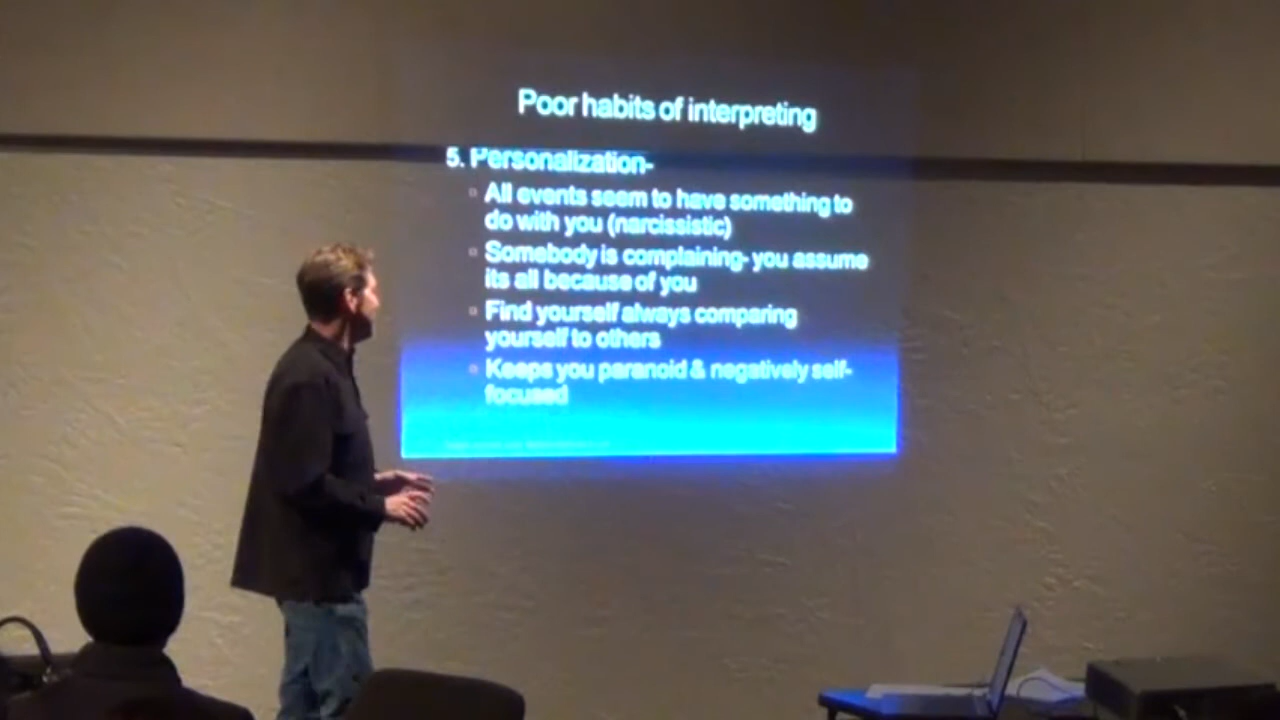 Poor habits of interpreting
5. Personalization-
All events seem to have something to
do with you (narcissistic)
Somebody is complaining- you assume
its all because of you
Find yourself always comparing
yourself to others
Keeps you paranoid & negatively self-
focused